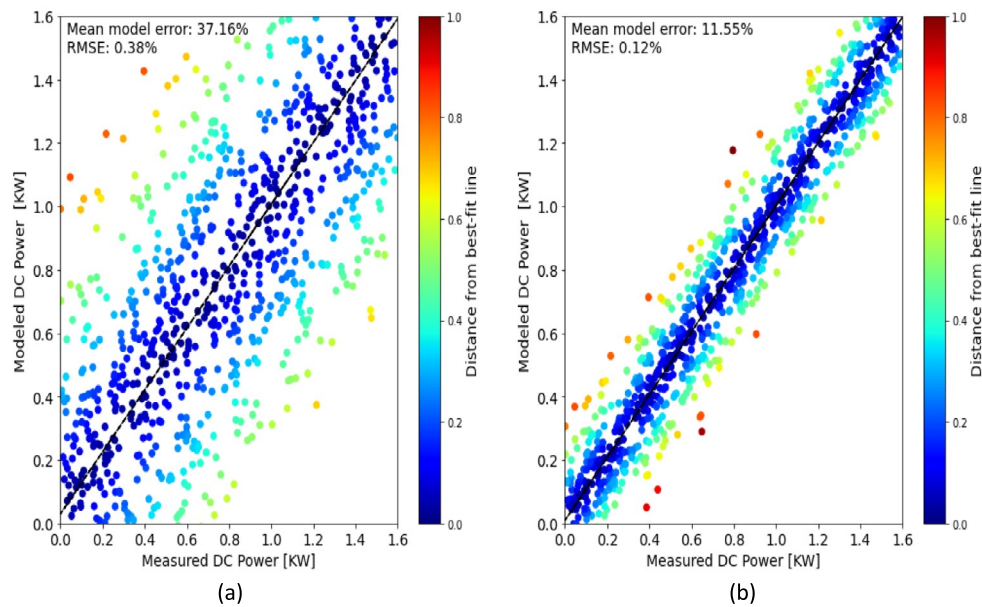 Mean model error: 37.16%
RMSE: 0.38%
1.6
1.4
1.2
1.0
0.8
0.6
0.4
0.2
0.0
Modeled DC Power [KW]
0.0 0.2 0.4 0.6 0.8 1.0 1.2 1.4 1.6
Measured DC Power [KW]
1.0
0.8
0.6
0.4
0.2
0.0
Distance from best-fit line
(a)
Mean model error: 11.55%
RMSE: 0.12%
1.6
1.4
1.2
1.0
0.8
0.6
0.4
0.2
0.0
Modeled DC Power [KW]
0.0 0.2 0.4 0.6 0.8 1.0 1.2 1.4 1.6
Measured DC Power [KW]
1.0
0.8
0.6
0.4
0.2
0.0
Distance from best-fit line
(b)